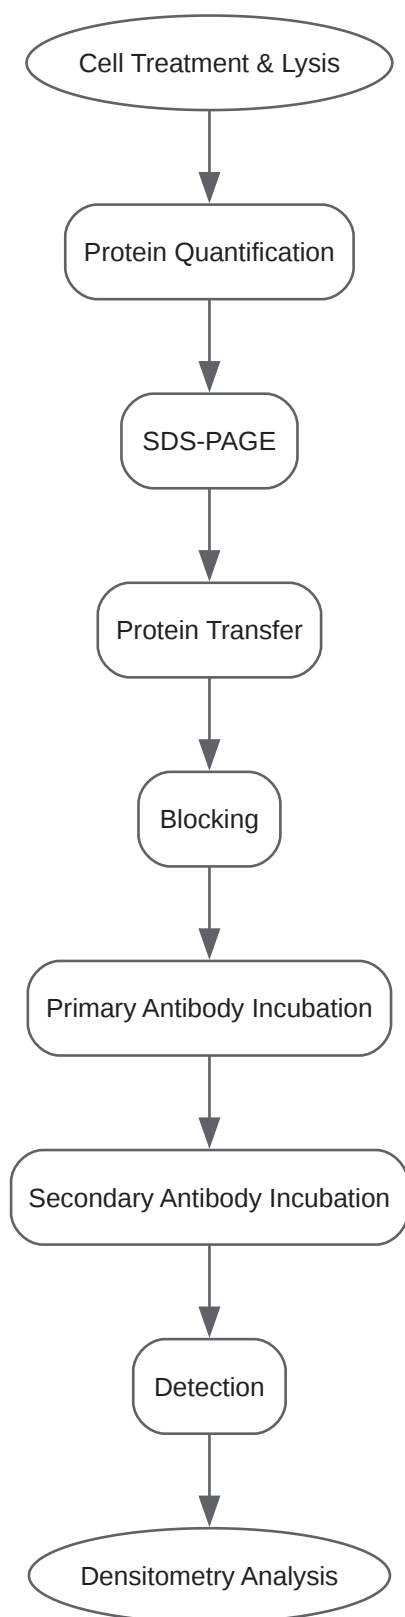 Cell Treatment & Lysis
Protein Quantification
SDS-PAGE
Protein Transfer
Blocking
Primary Antibody Incubation
Secondary Antibody Incubation
Detection
Densitometry Analysis